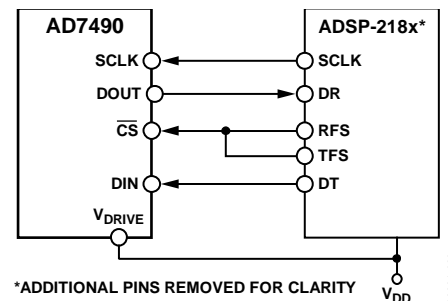 AD7490
ADSP-218x*
SCLK
SCLK
DOUT
DR
CS
RFS
TFS
DIN
DT
VDRIVE
*ADDITIONAL PINS REMOVED FOR CLARITY
VDD